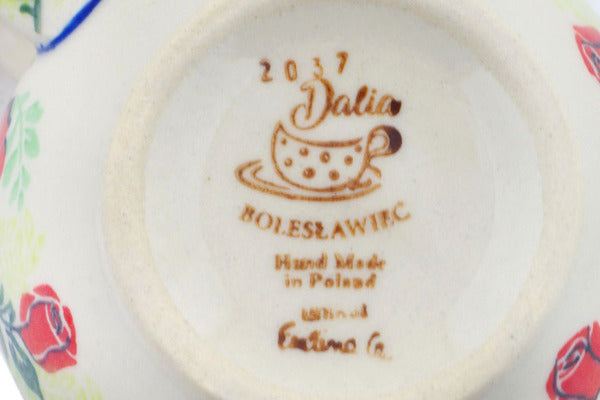 2037
Dalia
BOLESŁAWIEC
Hand Made
in Poland